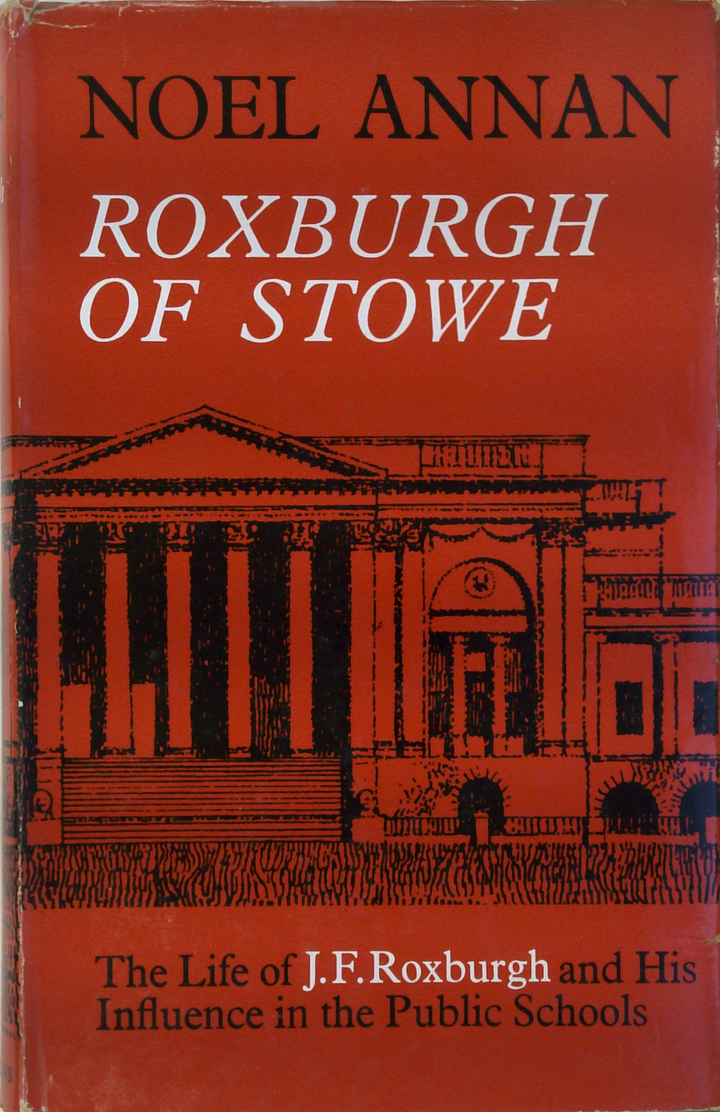 NOEL ANNAN
ROXBURGH
OF STOWE
The Life of J.F. Roxburgh and His
Influence in the Public Schools